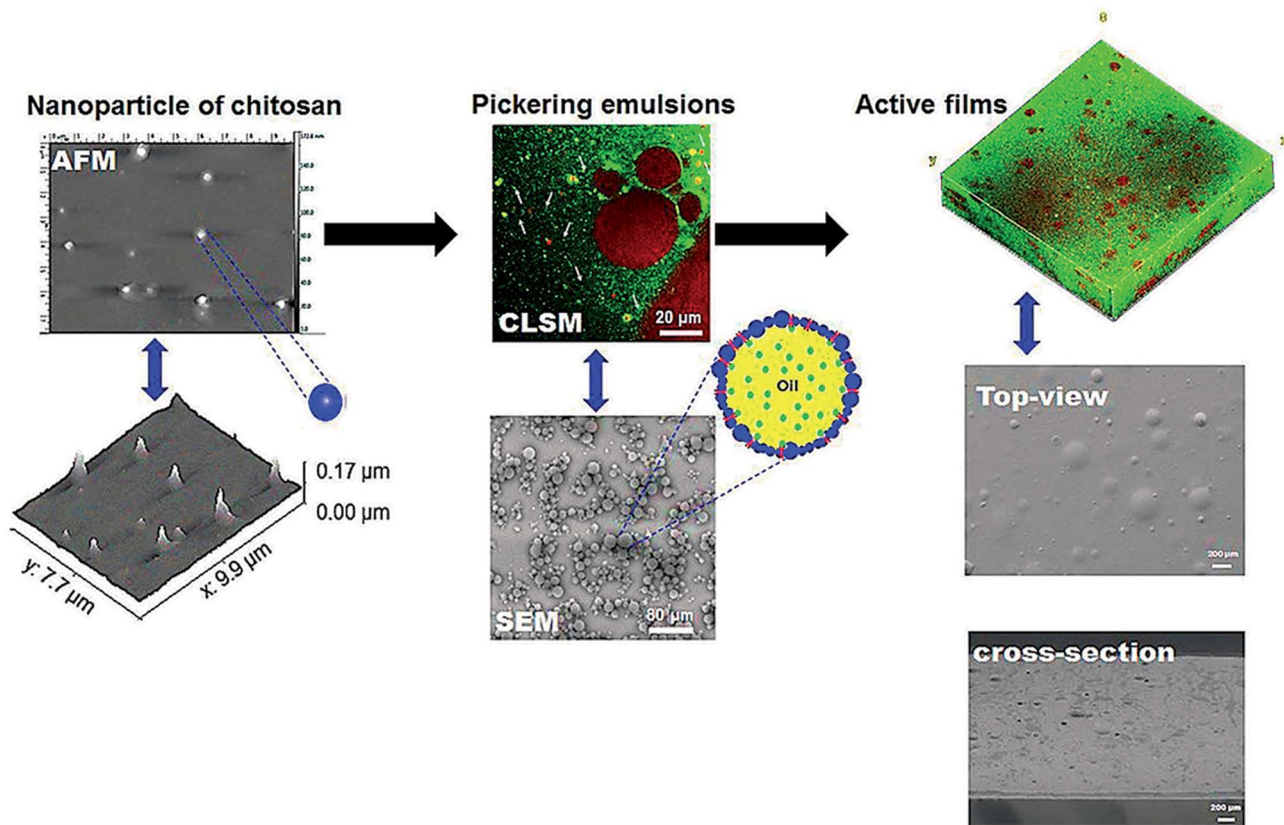 Nanoparticle of chitosan
AFM
0.17 µm
0.00 µm
y: 7.7 µm
x: 9.9 µm
Pickering emulsions
CLSM
20 µm
Oil
SEM
80 µm
Active films
y
Top-view
200 µm
cross-section
200 µm